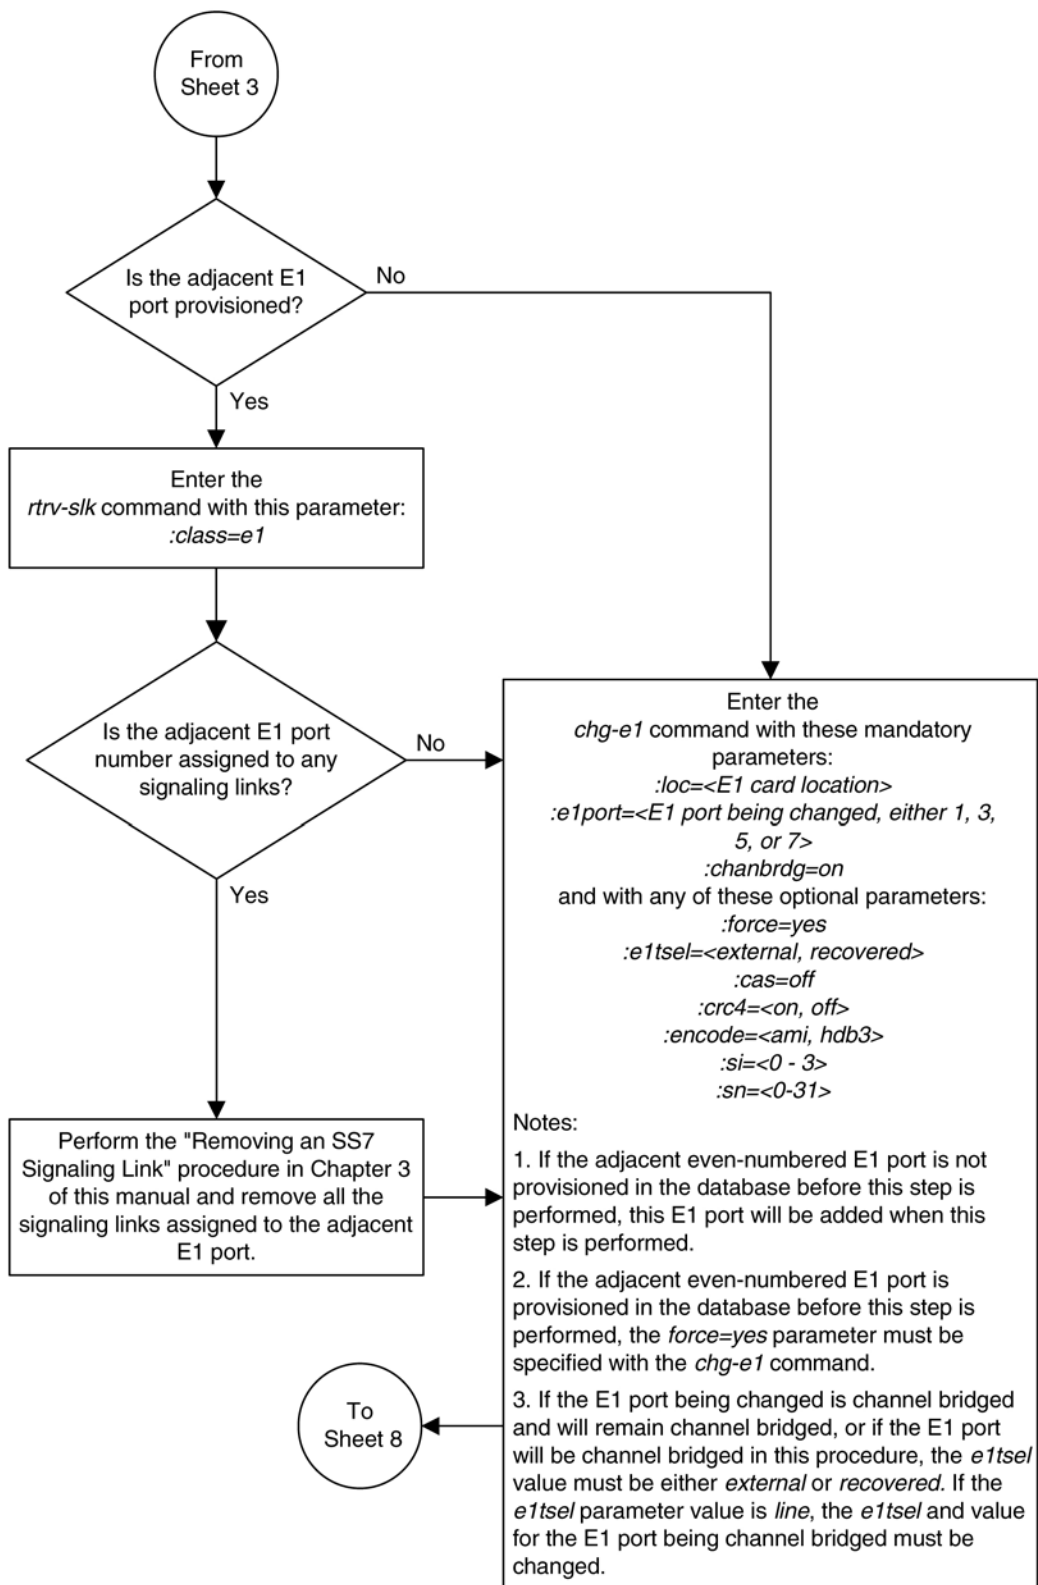 From
Sheet 3
Is the adjacent E1
port provisioned?
No
Yes
Enter the
rtrv-slk command with this parameter:
:class=e1
Is the adjacent E1 port
number assigned to any
signaling links?
No
Yes
Perform the "Removing an SS7
Signaling Link" procedure in Chapter 3
of this manual and remove all the
signaling links assigned to the adjacent
E1 port.
Enter the
chg-e1 command with these mandatory
parameters:
:loc=<E1 card location>
:e1port=<E1 port being changed, either 1, 3,
5, or 7>
:chanbrdg=on
and with any of these optional parameters:
:force=yes
:e1tsel=<external, recovered>
:cas=off
:crc4=<on, off>
:encode=<ami, hdb3>
:si=<0 - 3>
:sn=<0-31>
Notes:
1. If the adjacent even-numbered E1 port is not
provisioned in the database before this step is
performed, this E1 port will be added when this
step is performed.
2. If the adjacent even-numbered E1 port is
provisioned in the database before this step is
performed, the force=yes parameter must be
specified with the chg-e1 command.
3. If the E1 port being changed is channel bridged
and will remain channel bridged, or if the E1 port
will be channel bridged in this procedure, the e1tsel
value must be either external or recovered. If the
e1tsel parameter value is line, the e1tsel and value
for the E1 port being channel bridged must be
changed.
To
Sheet 8